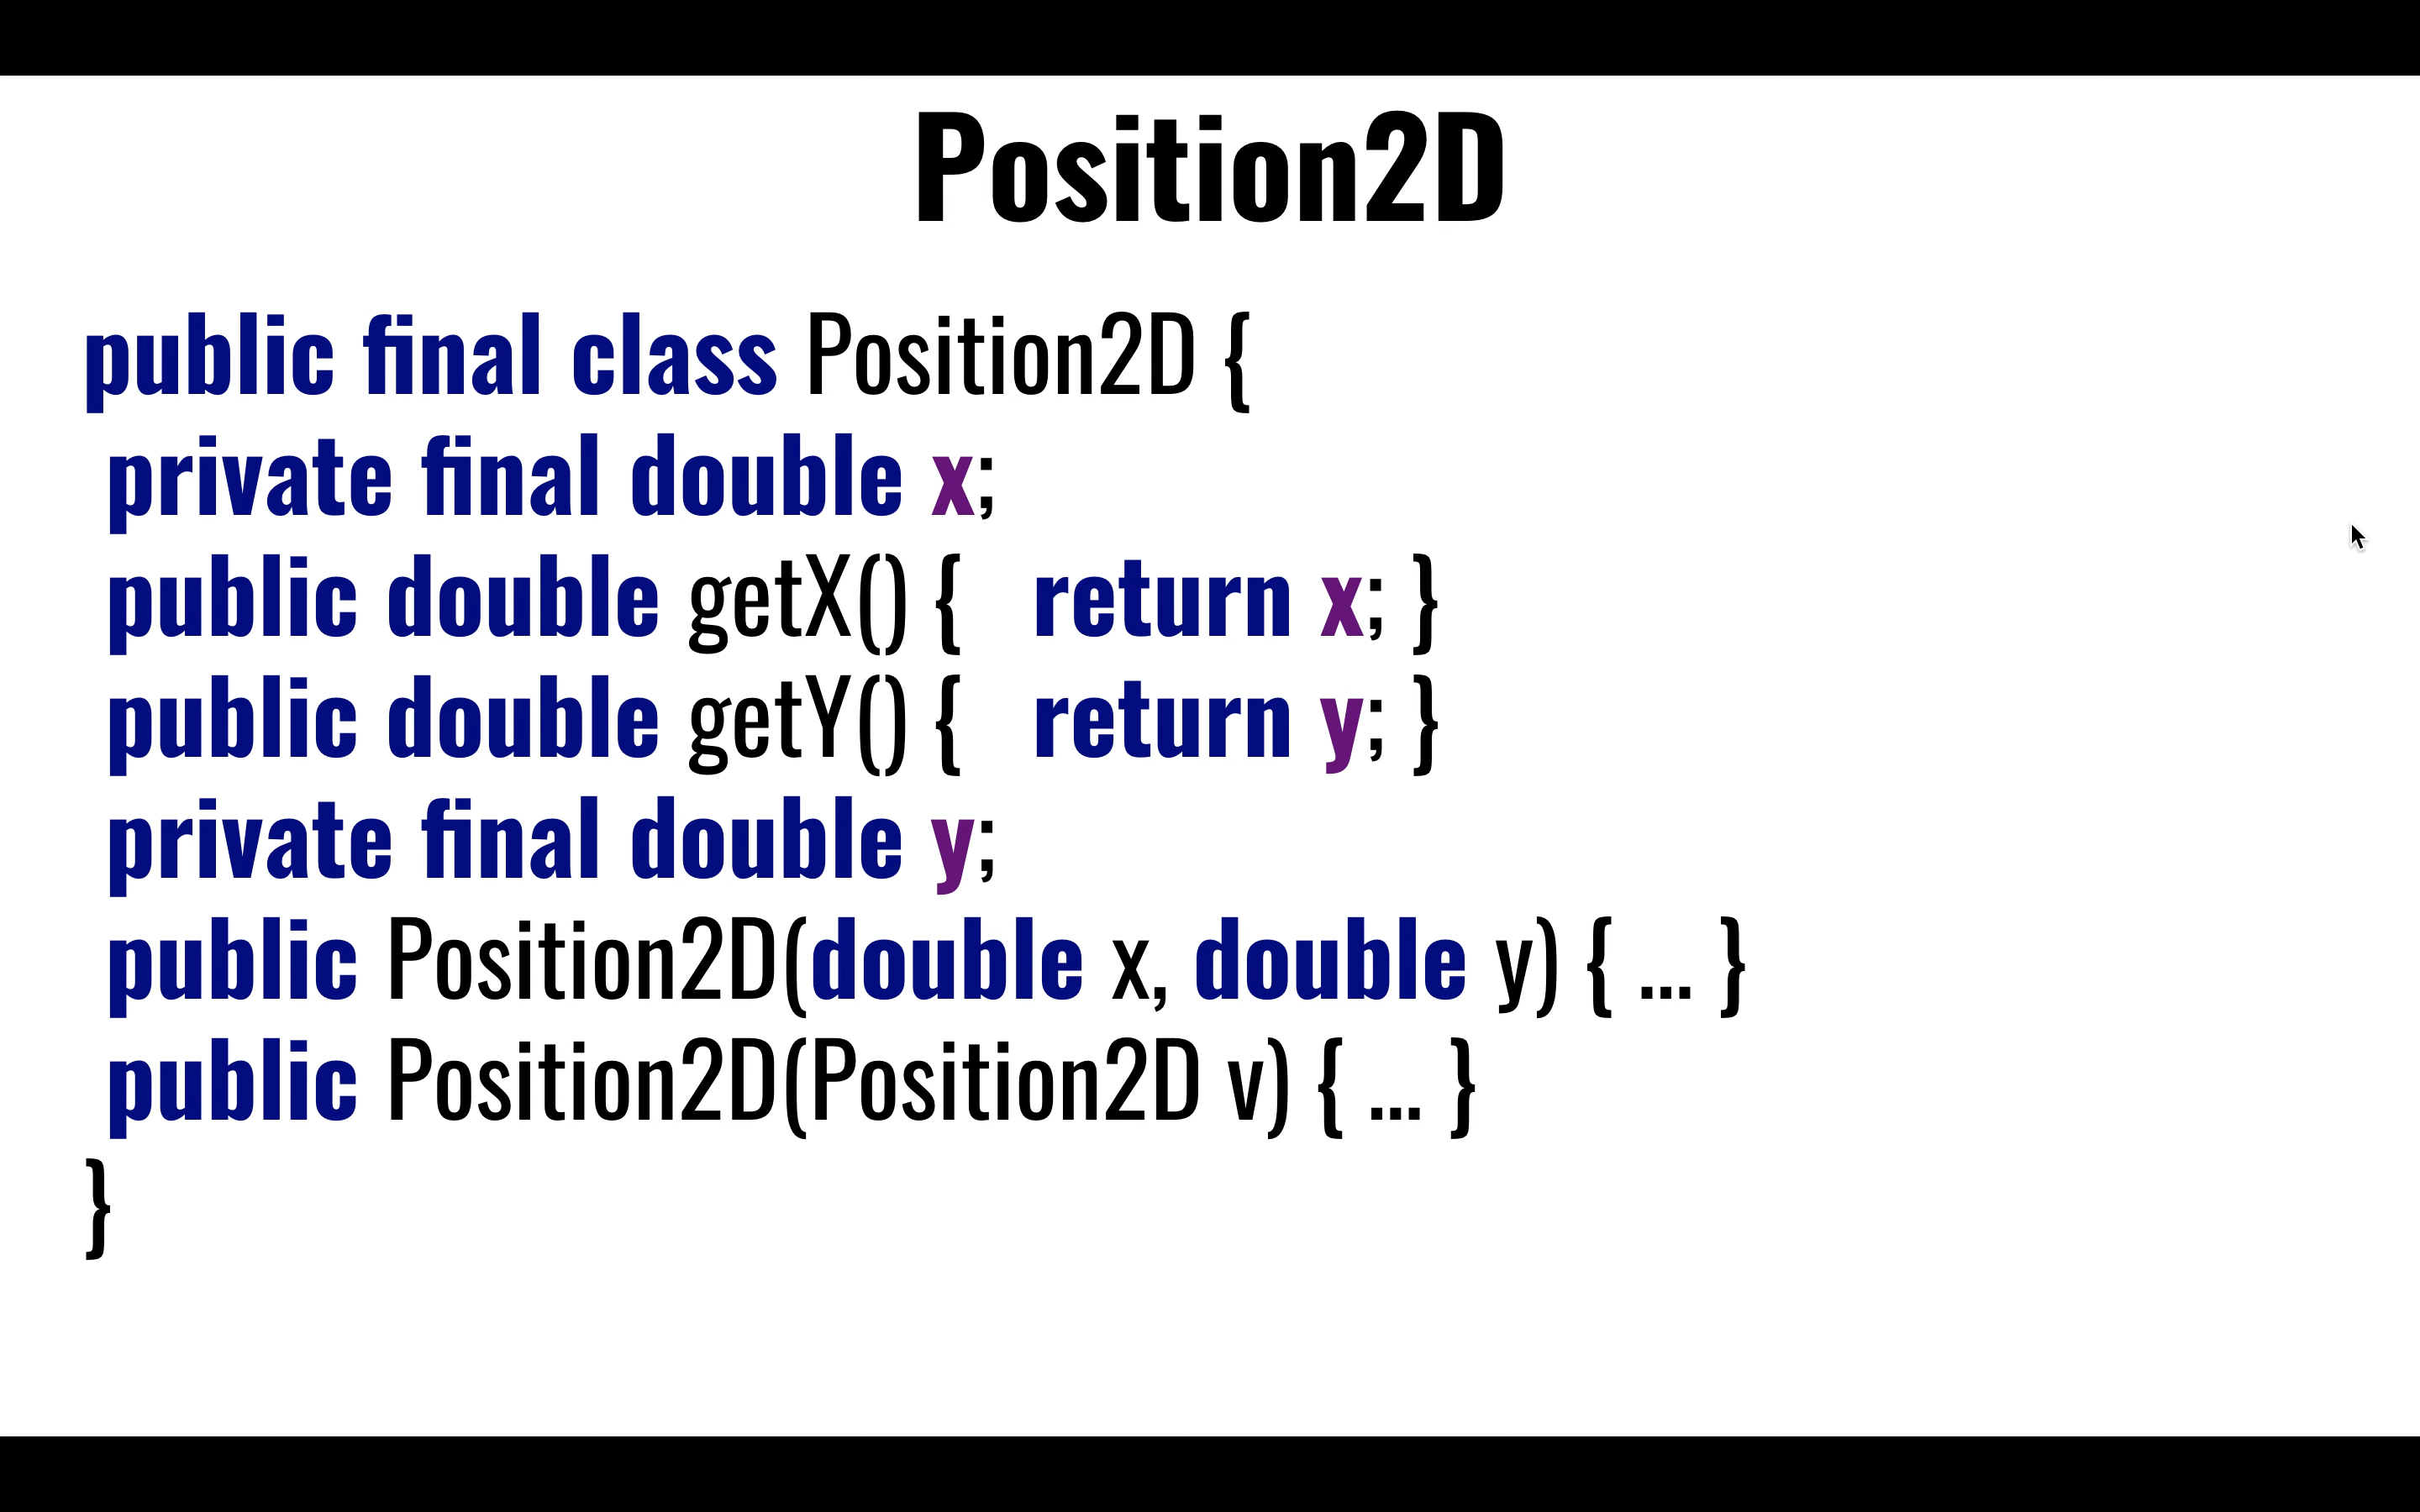 Position2D
public final class Position2D {
private final double x;
public double getX() { return x; }
public double getY() { return y; }
private final double y;
public Position2D(double x, double y) { ... }
public Position2D(Position2D v) { ... }
}